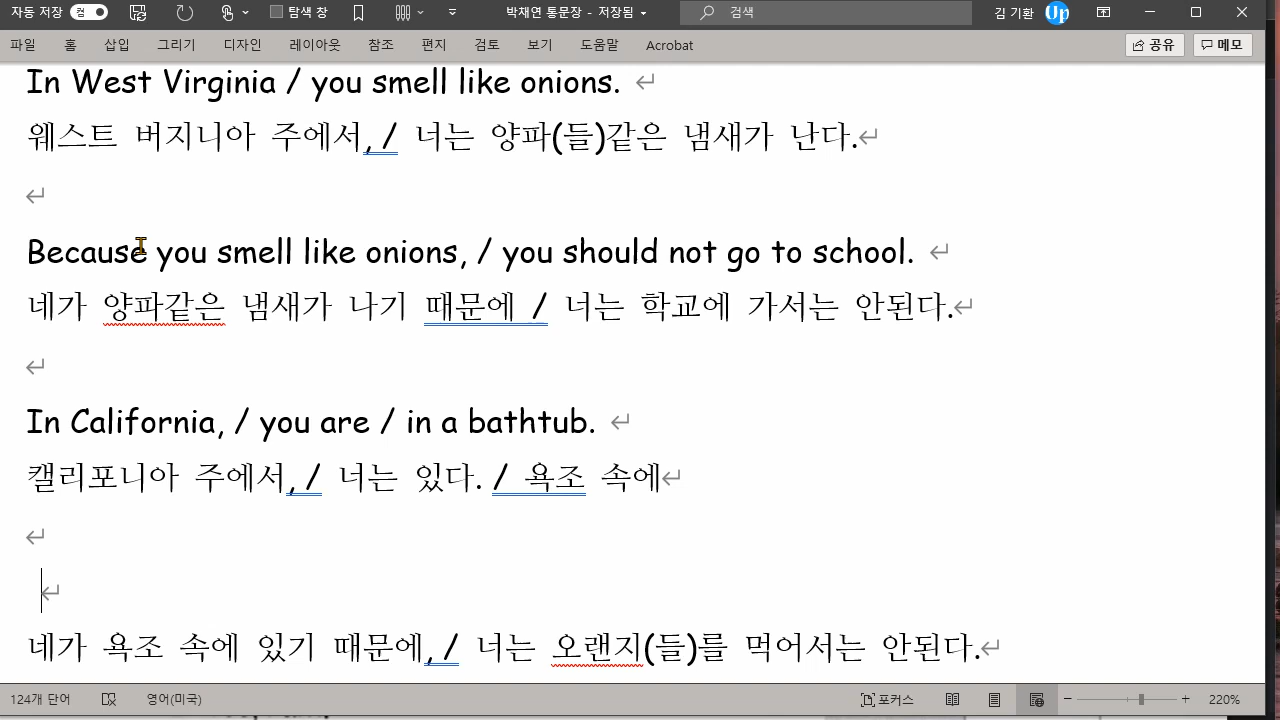 자동 저장 컴 탐색 창 박채연 통문장 - 저장됨 검색 김 기환 Up
파일 홈 삽입 그리기 디자인 레이아웃 참조 편지 검토 보기 도움말 Acrobat 공유 메모
In West Virginia / you smell like onions.
웨스트 버지니아 주에서, / 너는 양파(들)같은 냄새가 난다.
Because you smell like onions, / you should not go to school.
네가 양파같은 냄새가 나기 때문에 / 너는 학교에 가서는 안된다.
In California, / you are / in a bathtub.
캘리포니아 주에서, / 너는 있다. / 욕조 속에
네가 욕조 속에 있기 때문에, / 너는 오랜지(들)를 먹어서는 안된다.
124개 단어 영어(미국) 포커스 220%